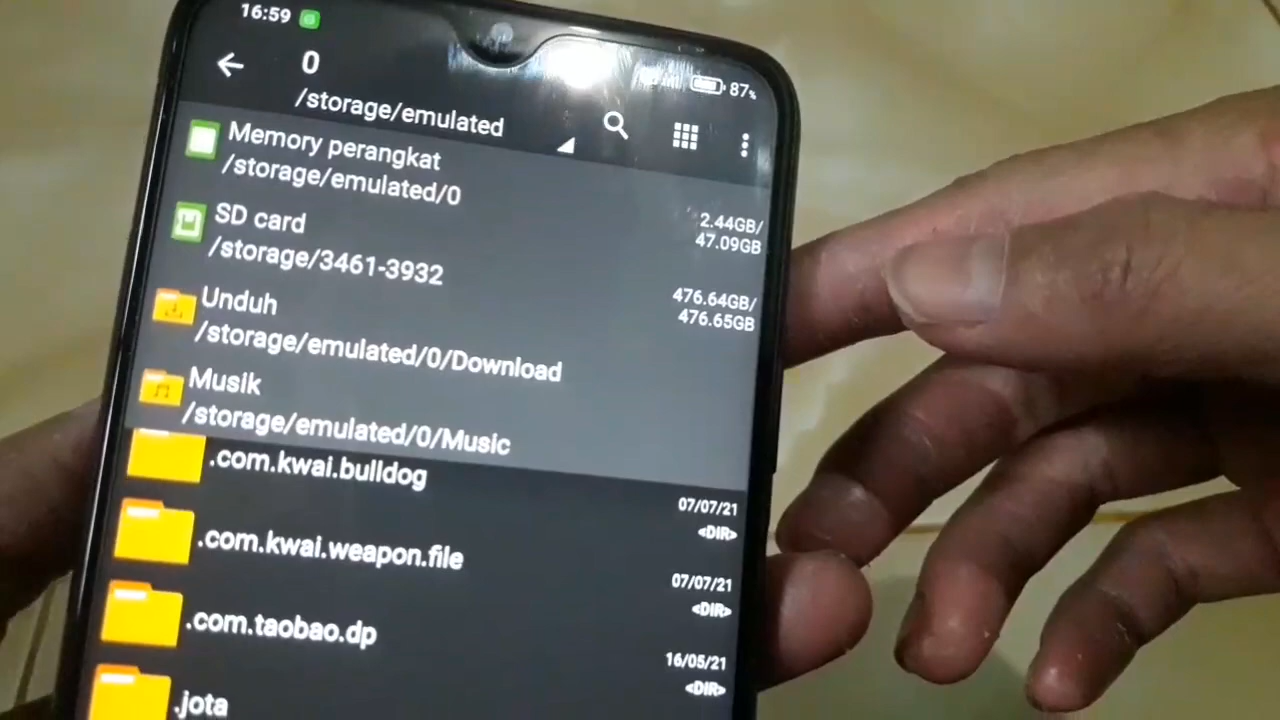 16:59
87%
0
/storage/emulated
Memory perangkat
/storage/emulated/0
2.44GB/
47.09GB
SD card
/storage/3461-3932
476.64GB/
476.65GB
Unduh
/storage/emulated/0/Download
Musik
/storage/emulated/0/Music
.com.kwai.bulldog
07/07/21
<DIR>
.com.kwai.weapon.file
07/07/21
<DIR>
.com.taobao.dp
16/05/21
<DIR>
.jota